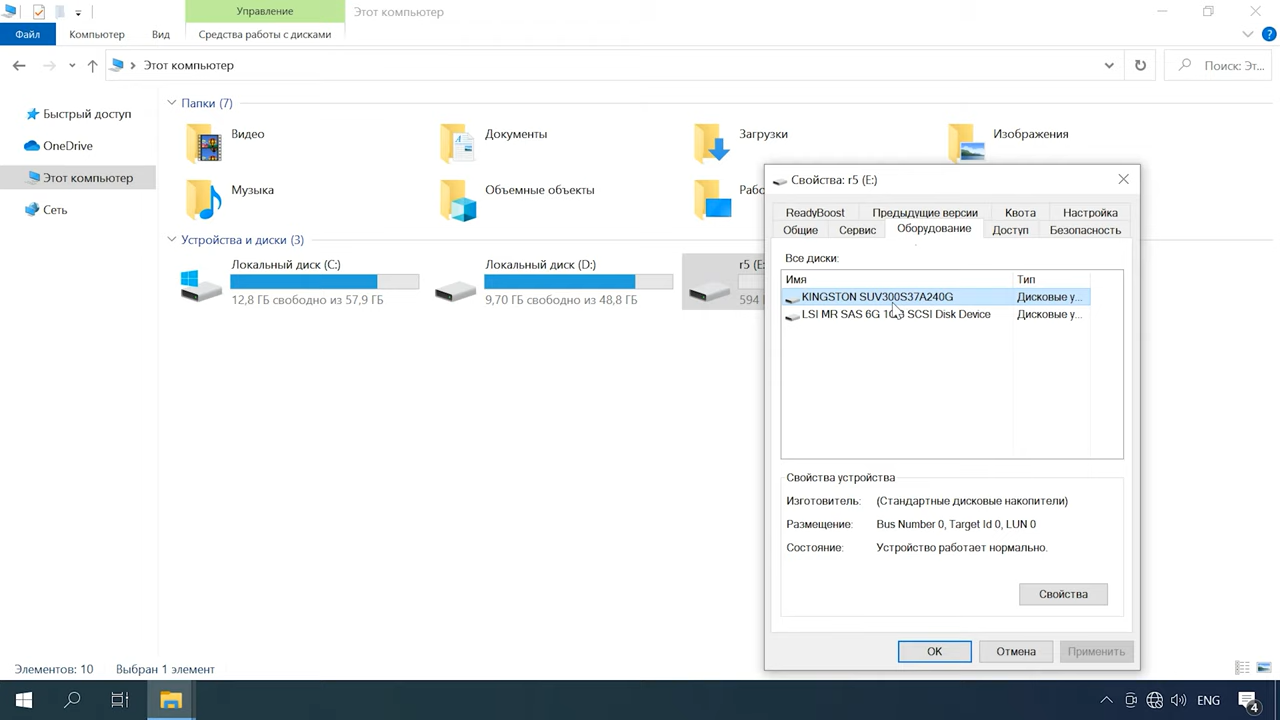 Управление
Этот компьютер
Файл
Компьютер
Вид
Средства работы с дисками
Этот компьютер
Поиск: Эт...
Быстрый доступ
OneDrive
Этот компьютер
Сеть
Папки (7)
Видео
Документы
Загрузки
Изображения
Музыка
Объемные объекты
Рабо
Устройства и диски (3)
Локальный диск (C:)
12,8 ГБ свободно из 57,9 ГБ
Локальный диск (D:)
9,70 ГБ свободно из 48,8 ГБ
r5 (E:
594
Свойства: r5 (E:)
ReadyBoost
Предыдущие версии
Квота
Настройка
Общие
Сервис
Оборудование
Доступ
Безопасность
Все диски:
Имя
Тип
KINGSTON SUV300S37A240G
Дисковые у...
LSI MR SAS 6G SCSI Disk Device
Дисковые у...
Свойства устройства
Изготовитель: (Стандартные дисковые накопители)
Размещение: Bus Number 0, Target Id 0, LUN 0
Состояние: Устройство работает нормально.
Свойства
OK
Отмена
Применить
Элементов: 10
Выбран 1 элемент
ENG
4